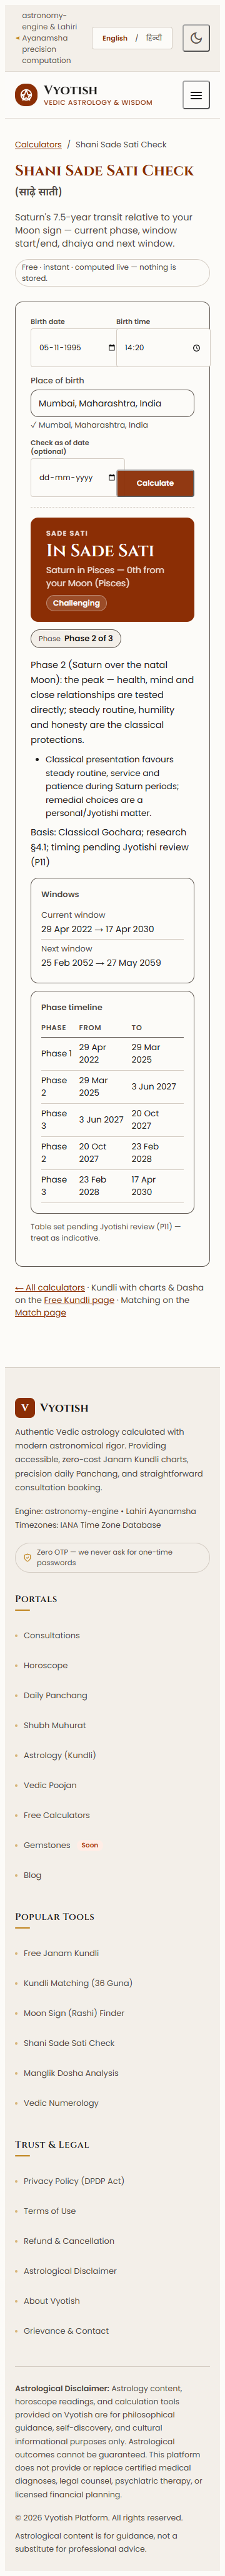 astronomy-
engine & Lahiri
Ayanamsha
precision
computation
English / हिन्दी
Vyotish
VEDIC ASTROLOGY & WISDOM
Calculators / Shani Sade Sati Check
Shani Sade Sati Check
(साढ़े साती)
Saturn's 7.5-year transit relative to your
Moon sign — current phase, window
start/end, dhaiya and next window.
Free · instant · computed live — nothing is
stored.
Birth date Birth time
05-11-1995 14:20
Place of birth
Mumbai, Maharashtra, India
✓ Mumbai, Maharashtra, India
Check as of date
(optional)
dd-mm-yyyy Calculate
SADE SATI
In Sade Sati
Saturn in Pisces — 0th from
your Moon (Pisces)
Challenging
Phase Phase 2 of 3
Phase 2 (Saturn over the natal
Moon): the peak — health, mind and
close relationships are tested
directly; steady routine, humility
and honesty are the classical
protections.
• Classical presentation favours
steady routine, service and
patience during Saturn periods;
remedial choices are a
personal/Jyotishi matter.
Basis: Classical Gochara; research
§4.1; timing pending Jyotishi review
(P11)
Windows
Current window
29 Apr 2022 → 17 Apr 2030
Next window
25 Feb 2052 → 27 May 2059
Phase timeline
PHASE FROM TO
Phase 1 29 Apr 2022 29 Mar 2025
Phase 2 29 Mar 2025 3 Jun 2027
Phase 3 3 Jun 2027 20 Oct 2027
Phase 2 20 Oct 2027 23 Feb 2028
Phase 3 23 Feb 2028 17 Apr 2030
Table set pending Jyotishi review (P11) —
treat as indicative.
← All calculators · Kundli with charts & Dasha
on the Free Kundli page · Matching on the
Match page
V Vyotish
Authentic Vedic astrology calculated with
modern astronomical rigor. Providing
accessible, zero-cost Janam Kundli charts,
precision daily Panchang, and straightforward
consultation booking.
Engine: astronomy-engine • Lahiri Ayanamsha
Timezones: IANA Time Zone Database
Zero OTP — we never ask for one-time
passwords
Portals
• Consultations
• Horoscope
• Daily Panchang
• Shubh Muhurat
• Astrology (Kundli)
• Vedic Poojan
• Free Calculators
• Gemstones Soon
• Blog
Popular Tools
• Free Janam Kundli
• Kundli Matching (36 Guna)
• Moon Sign (Rashi) Finder
• Shani Sade Sati Check
• Manglik Dosha Analysis
• Vedic Numerology
Trust & Legal
• Privacy Policy (DPDP Act)
• Terms of Use
• Refund & Cancellation
• Astrological Disclaimer
• About Vyotish
• Grievance & Contact
Astrological Disclaimer: Astrology content,
horoscope readings, and calculation tools
provided on Vyotish are for philosophical
guidance, self-discovery, and cultural
informational purposes only. Astrological
outcomes cannot be guaranteed. This platform
does not provide or replace certified medical
diagnoses, legal counsel, psychiatric therapy, or
licensed financial planning.
© 2026 Vyotish Platform. All rights reserved.
Astrological content is for guidance, not a
substitute for professional advice.